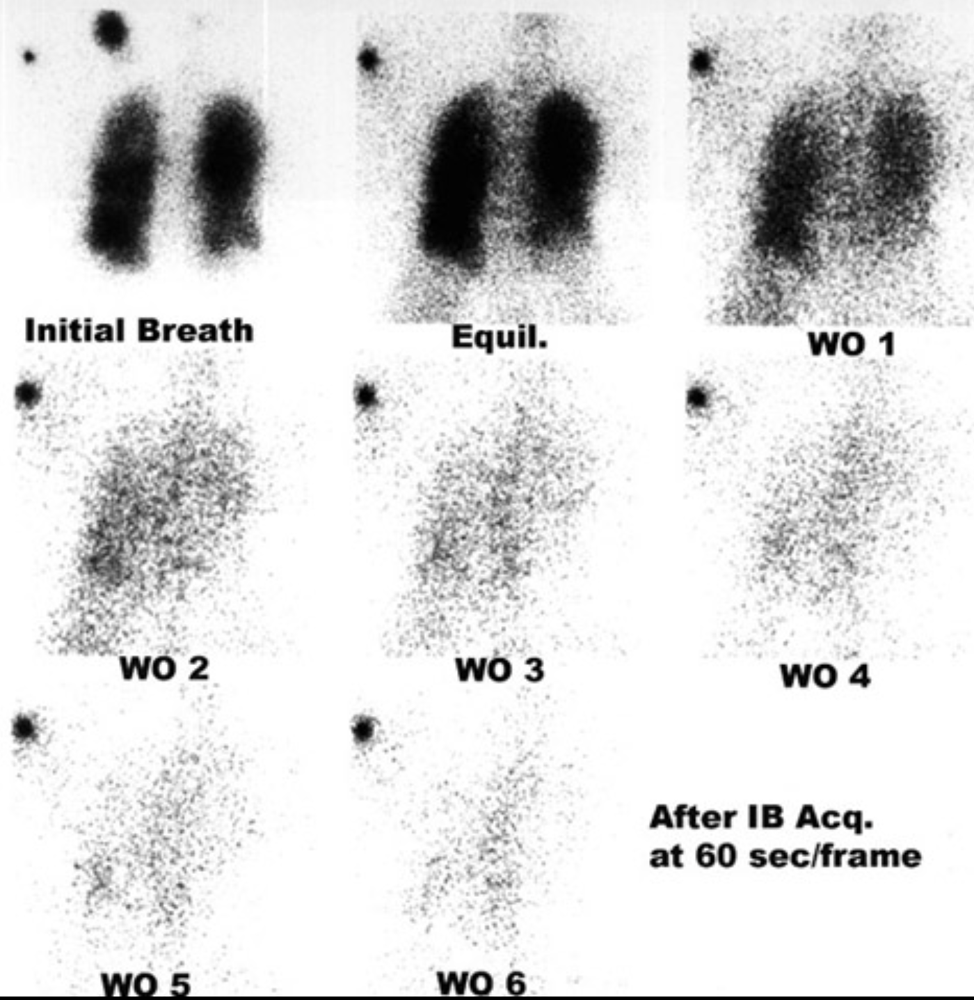 Initial Breath
Equil.
WO 1
WO 2
WO 3
WO 4
WO 5
WO 6
After IB Acq.
at 60 sec/frame